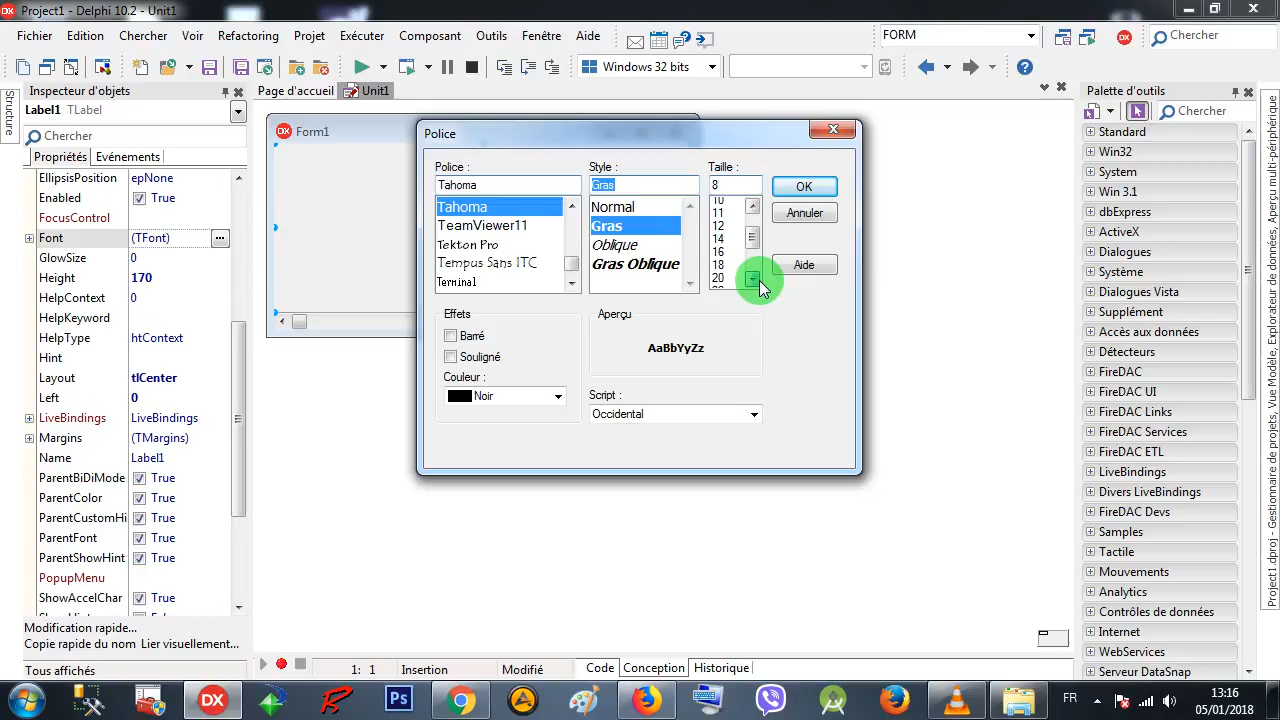 Project1 - Delphi 10.2 - Unit1
Fichier Edition Chercher Voir Refactoring Projet Exécuter Composant Outils Fenêtre Aide
FORM
Chercher
Windows 32 bits
Inspecteur d'objets
Label1 TLabel
Chercher
Propriétés Evénements
EllipsisPosition epNone
Enabled True
FocusControl
Font (TFont)
GlowSize 0
Height 170
HelpContext 0
HelpKeyword
HelpType htContext
Hint
Layout tlCenter
Left 0
LiveBindings LiveBindings
Margins (TMargins)
Name Label1
ParentBiDiMode True
ParentColor True
ParentCustomHi True
ParentFont True
ParentShowHint True
PopupMenu
ShowAccelChar True
Modification rapide...
Copie rapide du nom Lier visuellement...
Tous affichés
Structure
Page d'accueil Unit1
Form1
Police
Police :
Tahoma
Tahoma
TeamViewer11
Tekton Pro
Tempus Sans ITC
Terminal
Style :
Gras
Normal
Gras
Oblique
Gras Oblique
Taille :
8
10
11
12
14
16
18
20
OK
Annuler
Aide
Effets
Barré
Souligné
Couleur :
Noir
Aperçu
AaBbYyZz
Script :
Occidental
1: 1 Insertion Modifié Code Conception Historique
Palette d'outils
Chercher
Standard
Win32
System
Win 3.1
dbExpress
ActiveX
Dialogues
Système
Dialogues Vista
Supplément
Accès aux données
Détecteurs
FireDAC
FireDAC UI
FireDAC Links
FireDAC Services
FireDAC ETL
LiveBindings
Divers LiveBindings
FireDAC Devs
Samples
Tactile
Mouvements
Analytics
Contrôles de données
Internet
WebServices
Serveur DataSnap
Project1.dproj - Gestionnaire de projets, Vue Modèle, Explorateur d'
Aperçu multi-périphérique
DX
Ps
FR
13:16
05/01/2018